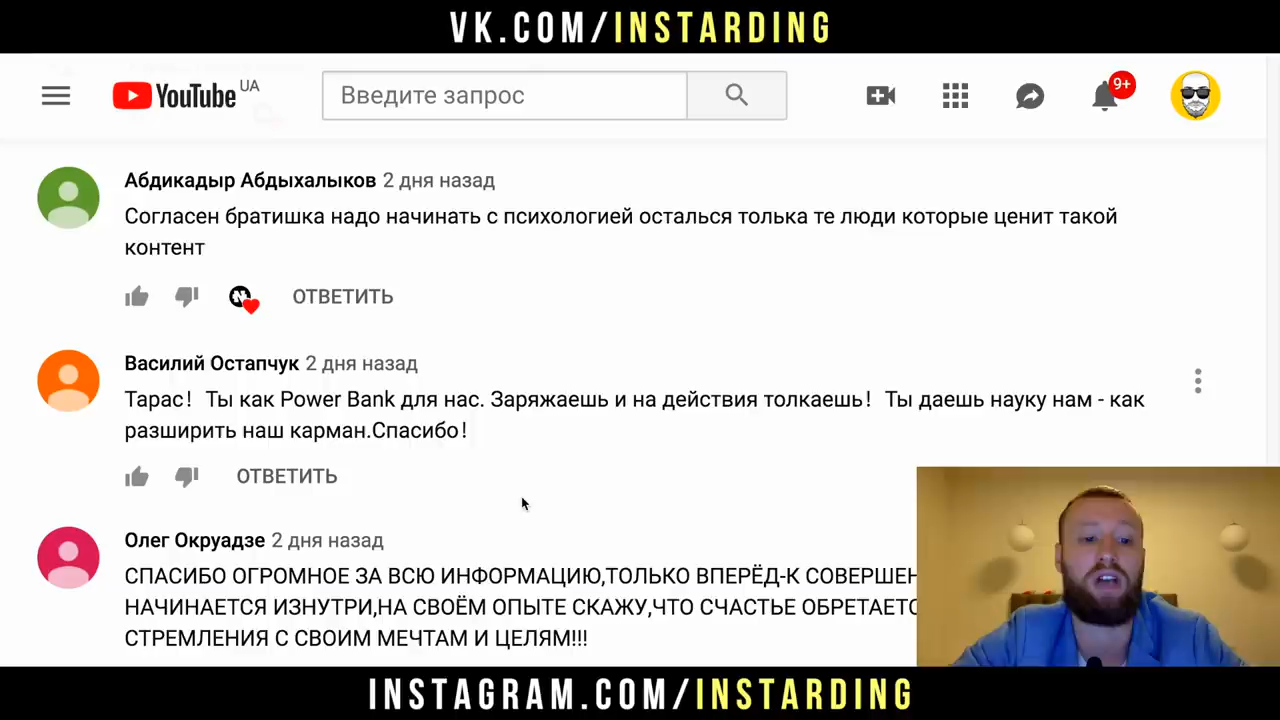 VK.COM/INSTARDING
YouTube UA
Введите запрос
9+
Абдикадыр Абдыхалыков 2 дня назад
Согласен братишка надо начинать с психологией осталься толька те люди которые ценит такой
контент
ОТВЕТИТЬ
Василий Остапчук 2 дня назад
Тарас! Ты как Power Bank для нас. Заряжаешь и на действия толкаешь! Ты даешь науку нам - как
разширить наш карман.Спасибо!
ОТВЕТИТЬ
Олег Окруадзе 2 дня назад
СПАСИБО ОГРОМНОЕ ЗА ВСЮ ИНФОРМАЦИЮ,ТОЛЬКО ВПЕРЁД-К СОВЕРШЕН
НАЧИНАЕТСЯ ИЗНУТРИ,НА СВОЁМ ОПЫТЕ СКАЖУ,ЧТО СЧАСТЬЕ ОБРЕТАЕТС
СТРЕМЛЕНИЯ С СВОИМ МЕЧТАМ И ЦЕЛЯМ!!!
INSTAGRAM.COM/INSTARDING